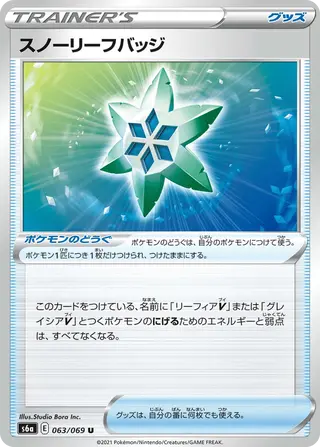 TRAINER'S グッズ
スノーリーフバッジ
ポケモンのどうぐ
ポケモンのどうぐは、自分のポケモンにつけて使う。
ポケモン1匹につき1枚だけつけられ、つけたままにする。
このカードをつけている、名前に「リーフィアV」または「グレ
イシアV」とつくポケモンのにげるためのエネルギーと弱点
は、すべてなくなる。
Illus.Studio Bora Inc.
s6a E 063/069 U
グッズは、自分の番に何枚でも使える。
©2021 Pokémon/Nintendo/Creatures/GAME FREAK.